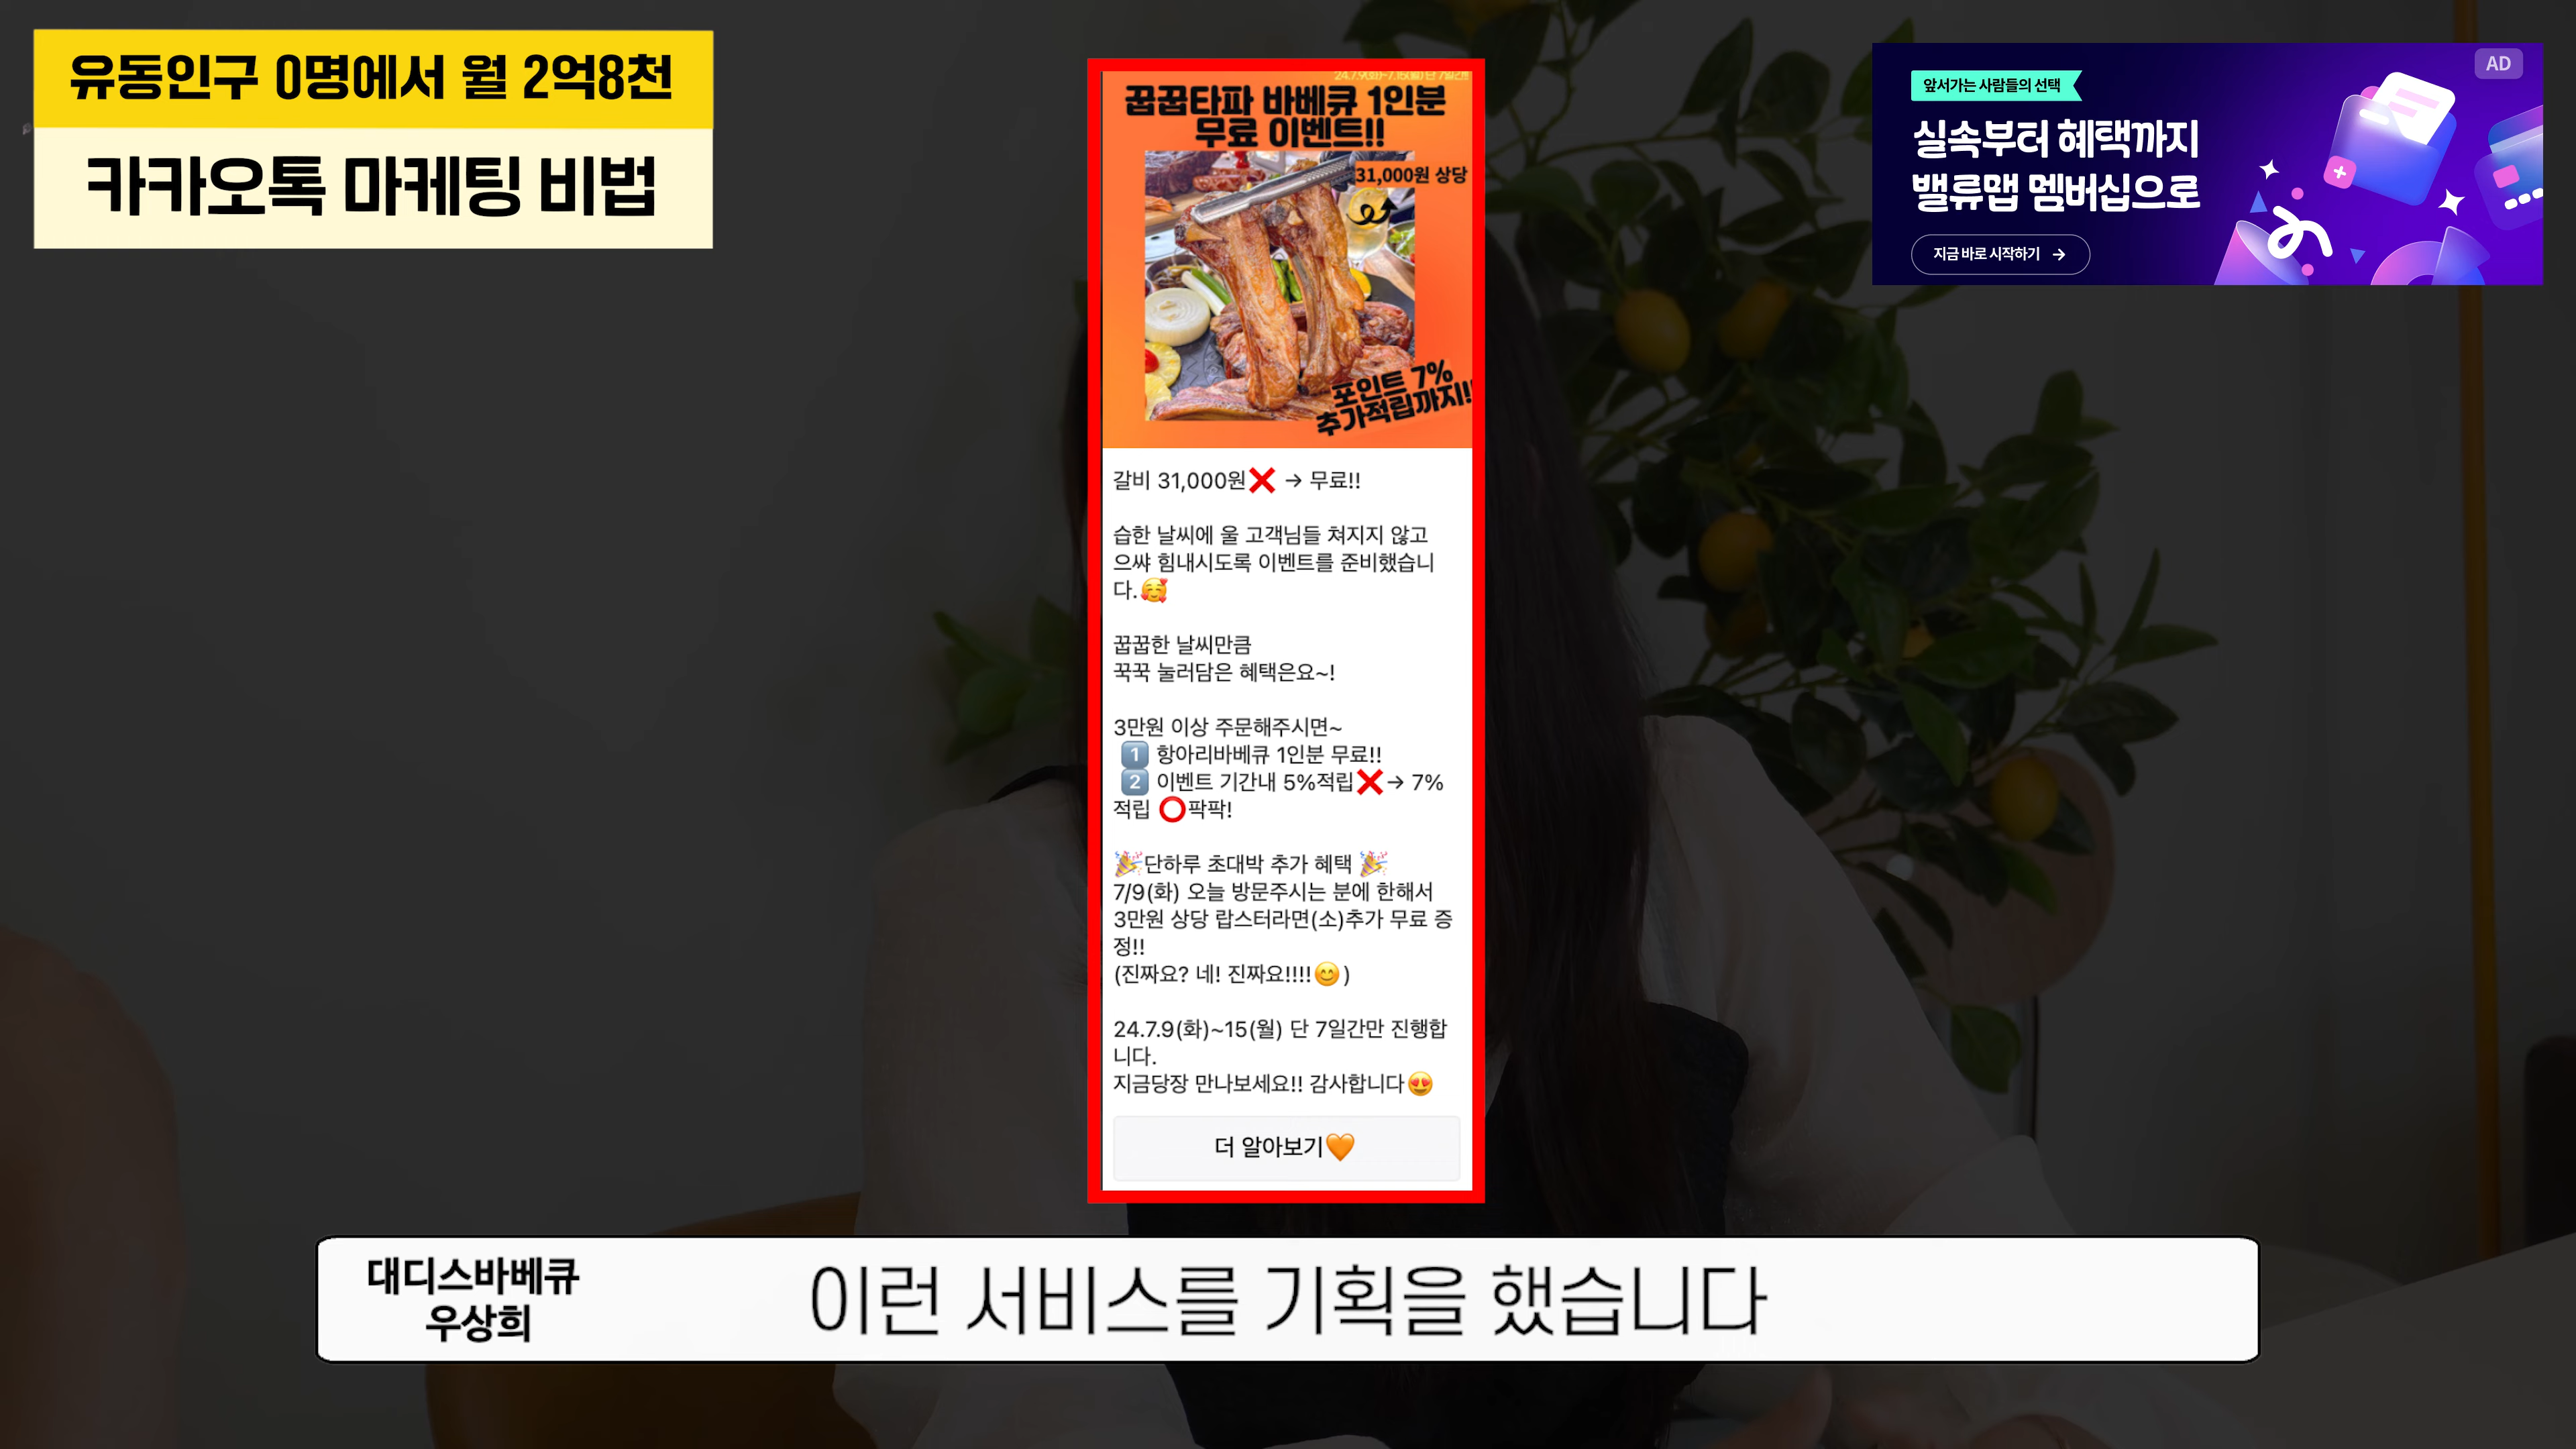 유동인구 0명에서 월 2억8천
카카오톡 마케팅 비법
AD
앞서가는 사람들의 선택
실속부터 혜택까지
밸류맵 멤버십으로
지금 바로 시작하기 →
24.7.9(화)~7.15(월) 단 7일간!!
꿉꿉타파 바베큐 1인분
무료 이벤트!!
31,000원 상당
포인트 7%
추가적립까지!!
갈비 31,000원❌ → 무료!!
습한 날씨에 울 고객님들 쳐지지 않고
으쌰 힘내시도록 이벤트를 준비했습니
다.🥰
꿉꿉한 날씨만큼
꾹꾹 눌러담은 혜택은요~!
3만원 이상 주문해주시면~
1️⃣ 항아리바베큐 1인분 무료!!
2️⃣ 이벤트 기간내 5%적립❌→ 7%
적립 ⭕팍팍!
🎉단하루 초대박 추가 혜택 🎉
7/9(화) 오늘 방문주시는 분에 한해서
3만원 상당 랍스터라면(소)추가 무료 증
정!!
(진짜요? 네! 진짜요!!!!😊)
24.7.9(화)~15(월) 단 7일간만 진행합
니다.
지금당장 만나보세요!! 감사합니다😍
더 알아보기🧡
대디스바베큐
우상희
이런 서비스를 기획을 했습니다